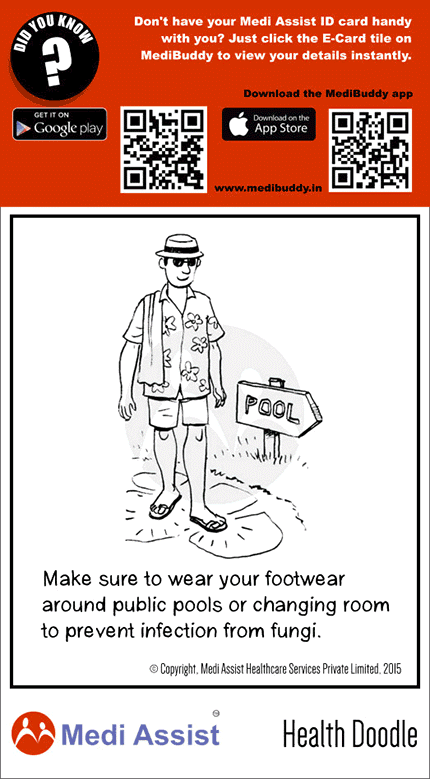 DID YOU KNOW
?
Don't have your Medi Assist ID card handy
with you? Just click the E-Card tile on
MediBuddy to view your details instantly.
Download the MediBuddy app
GET IT ON
Google play
Download on the
App Store
www.medibuddy.in
POOL
Make sure to wear your footwear
around public pools or changing room
to prevent infection from fungi.
© Copyright, Medi Assist Healthcare Services Private Limited, 2015
Medi Assist
Health Doodle